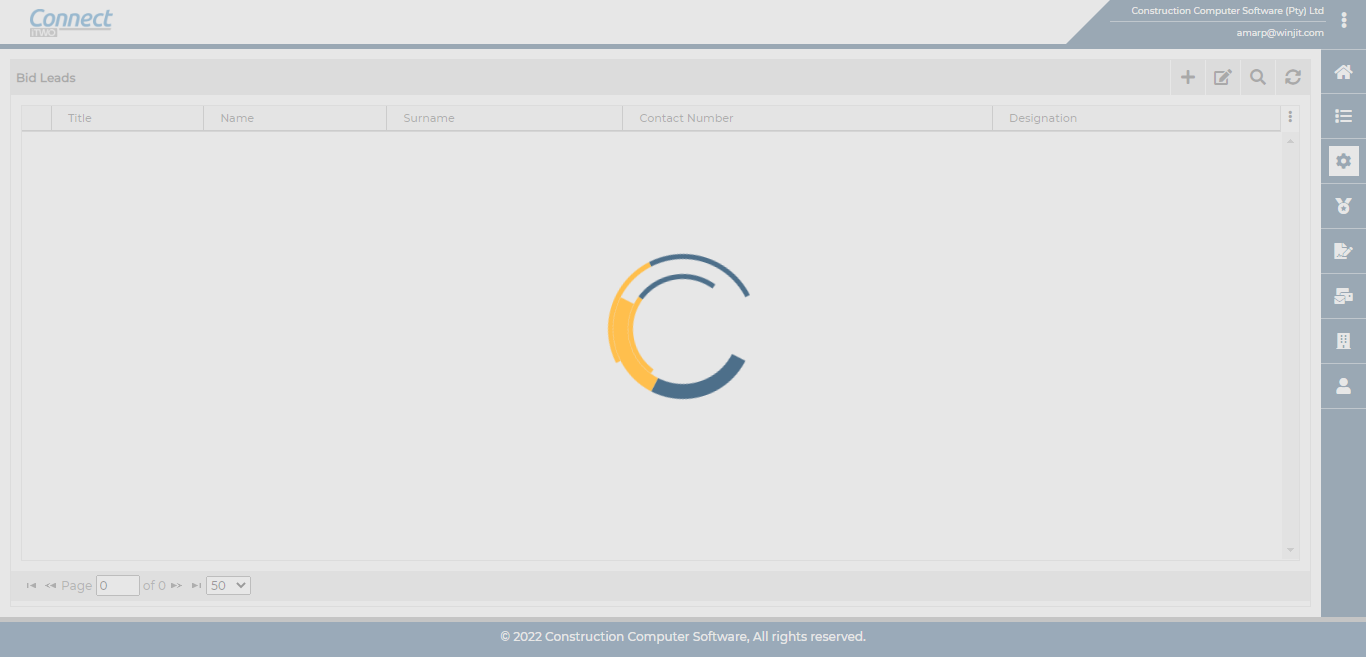 Connect
iTWO
Construction Computer Software (Pty) Ltd
amarp@winjit.com
Bid Leads
Title Name Surname Contact Number Designation
Page 0 of 0 50
© 2022 Construction Computer Software, All rights reserved.